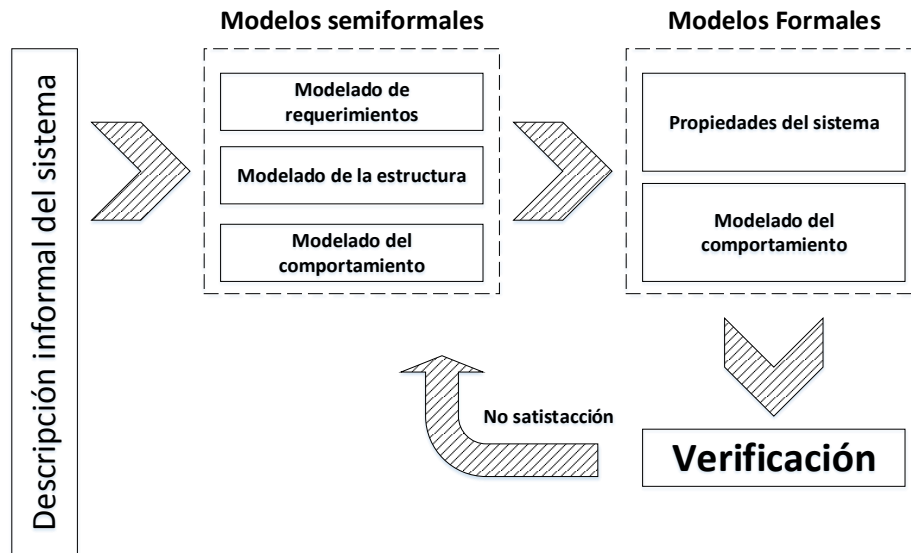 Descripción informal del sistema
Modelos semiformales
Modelado de
requerimientos
Modelado de la estructura
Modelado del
comportamiento
Modelos Formales
Propiedades del sistema
Modelado del
comportamiento
No satistacción
Verificación